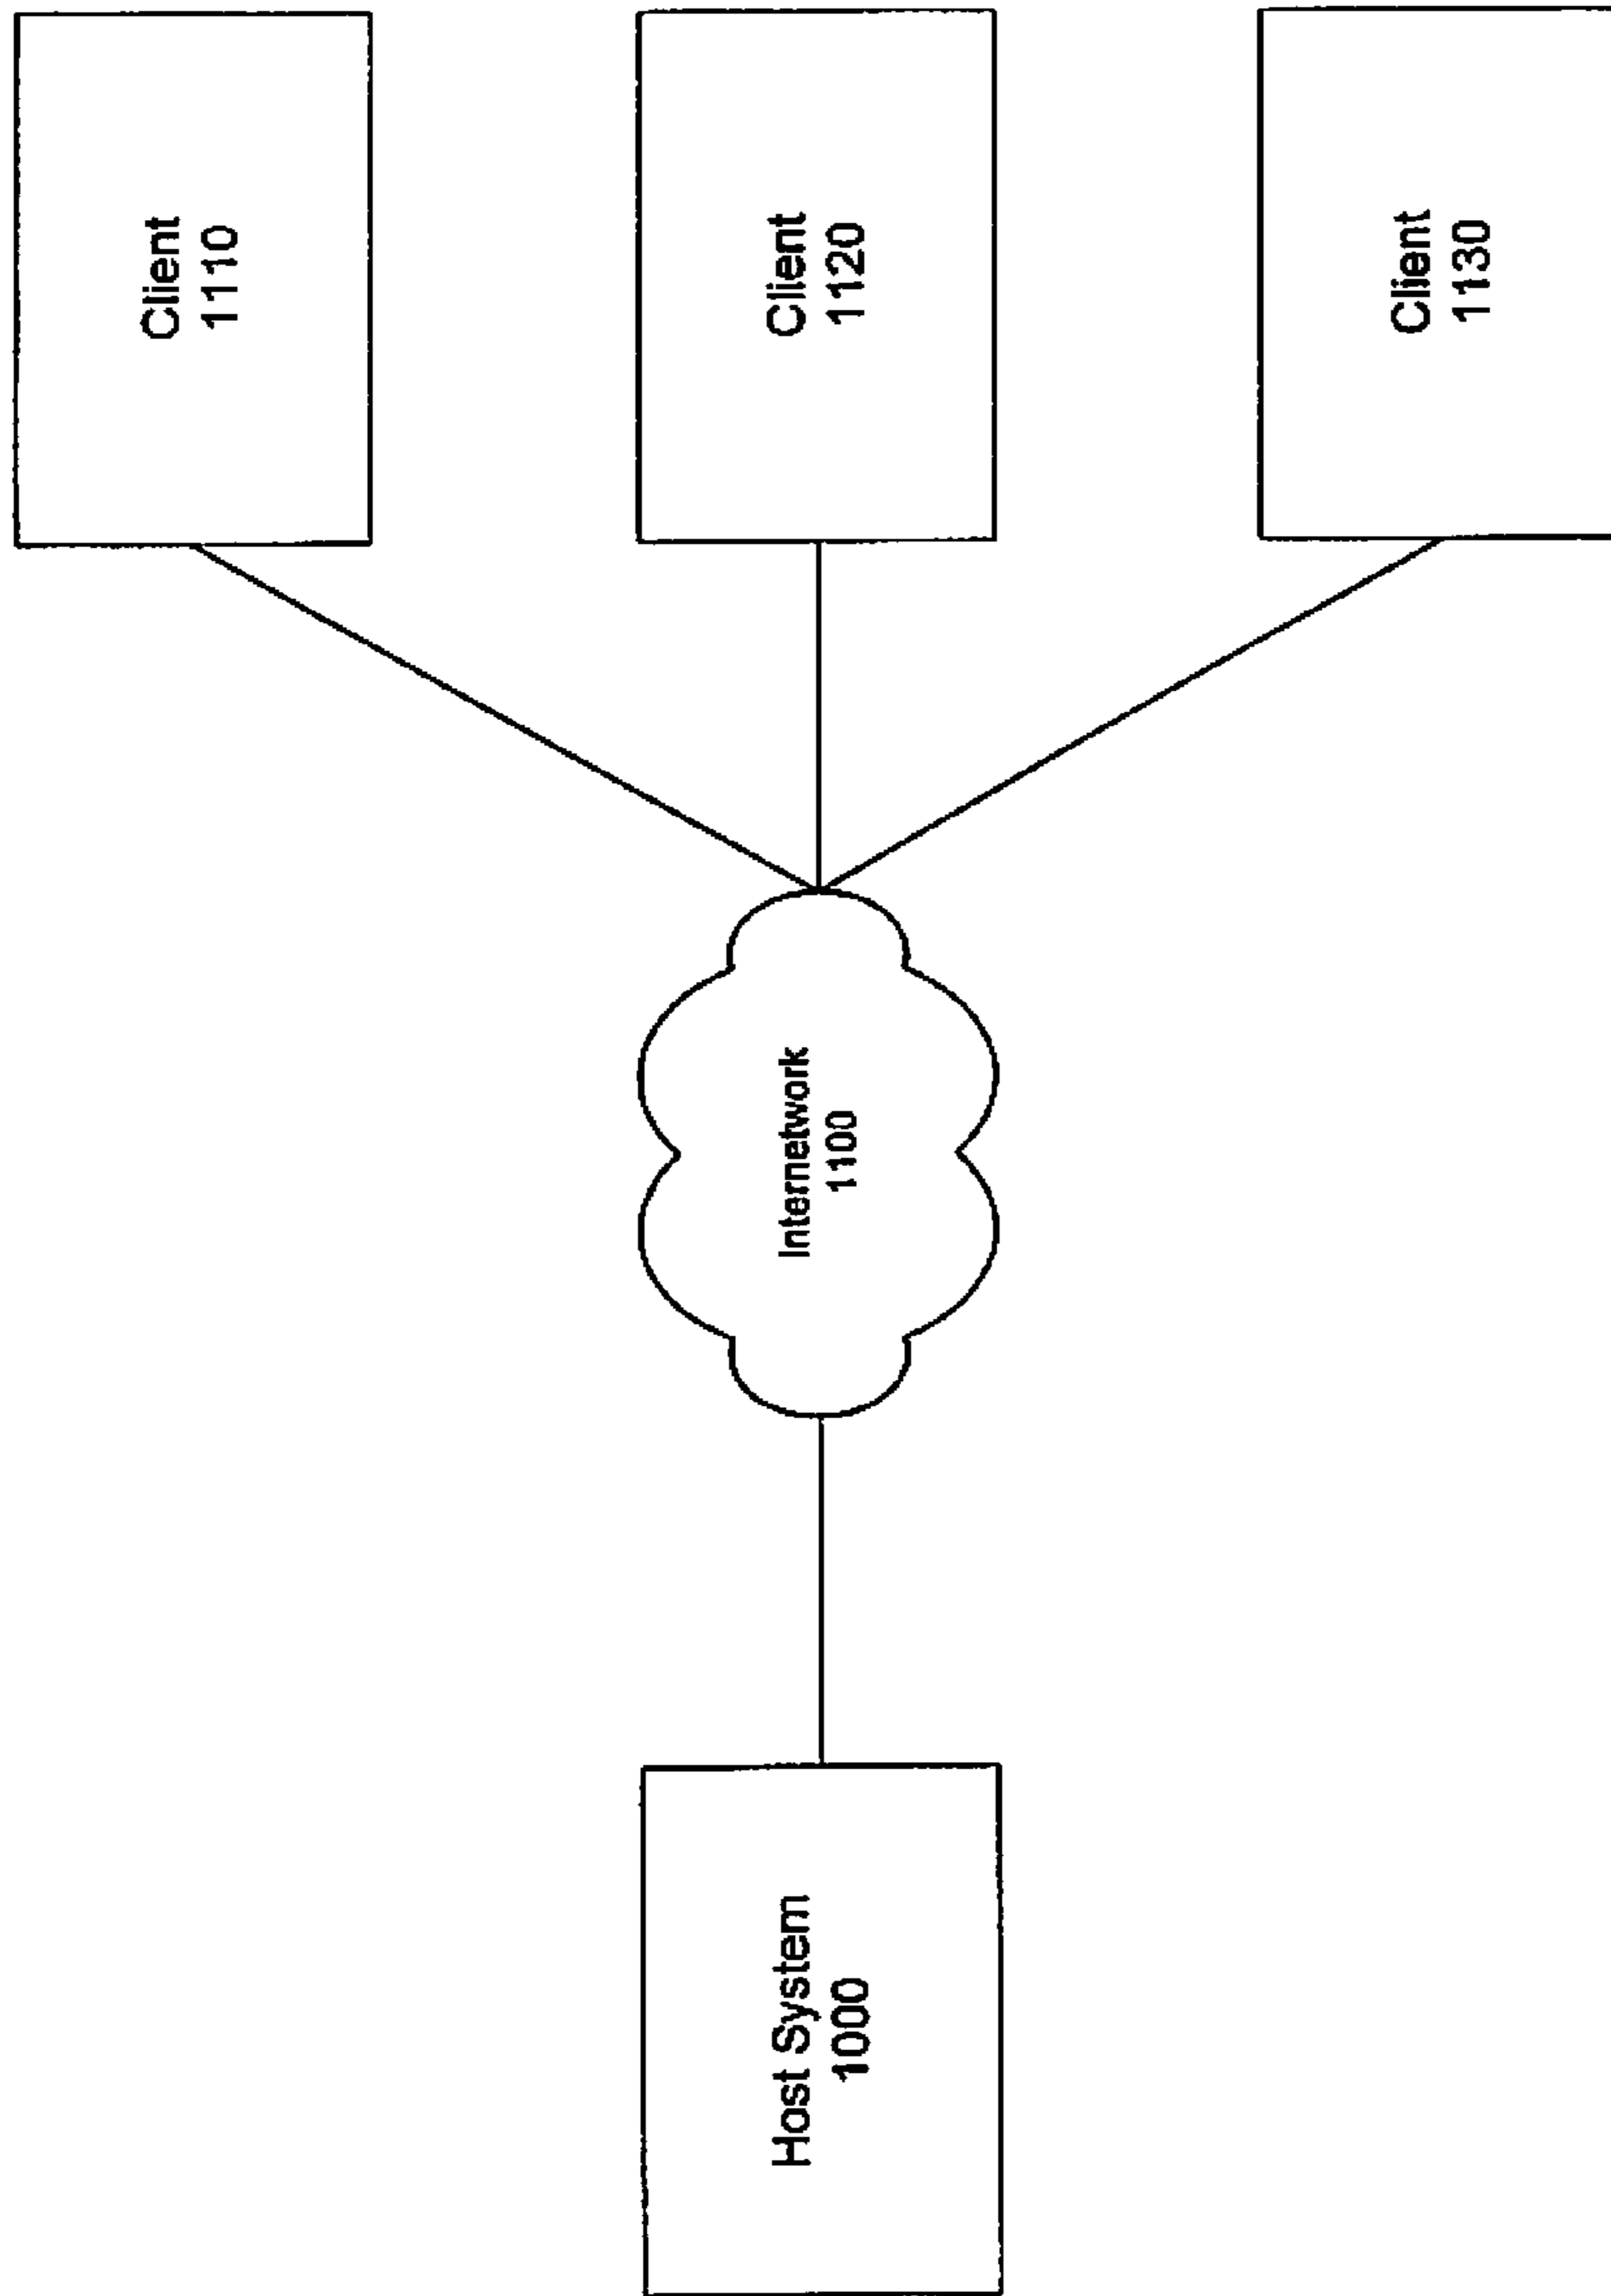 Client
1110
Client
1120
Client
1130
Internetwork
1100
Host System
1000